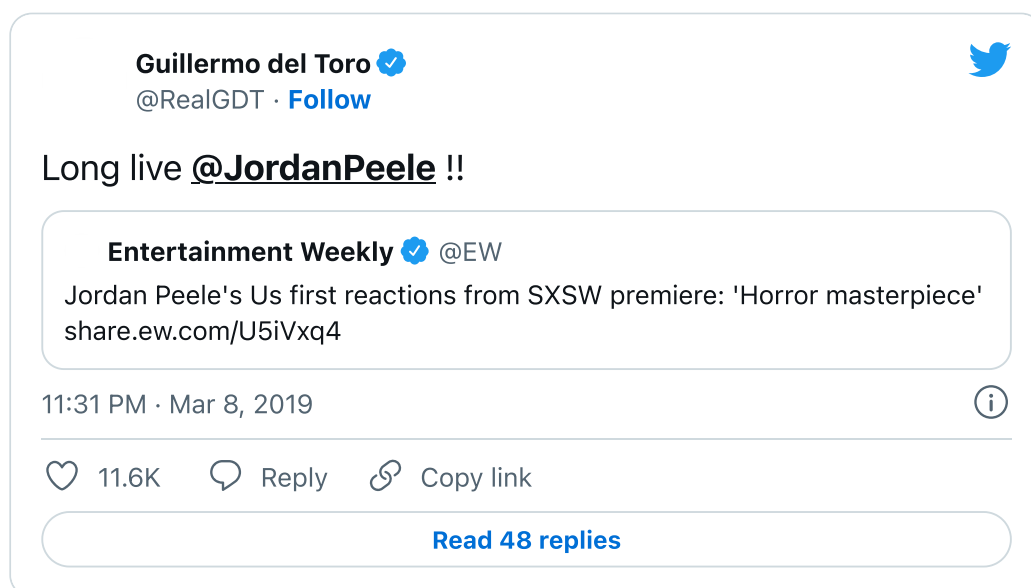 Guillermo del Toro
@RealGDT · Follow
Long live @JordanPeele !!
Entertainment Weekly @EW
Jordan Peele's Us first reactions from SXSW premiere: 'Horror masterpiece'
share.ew.com/U5iVxq4
11:31 PM · Mar 8, 2019
11.6K Reply Copy link
Read 48 replies